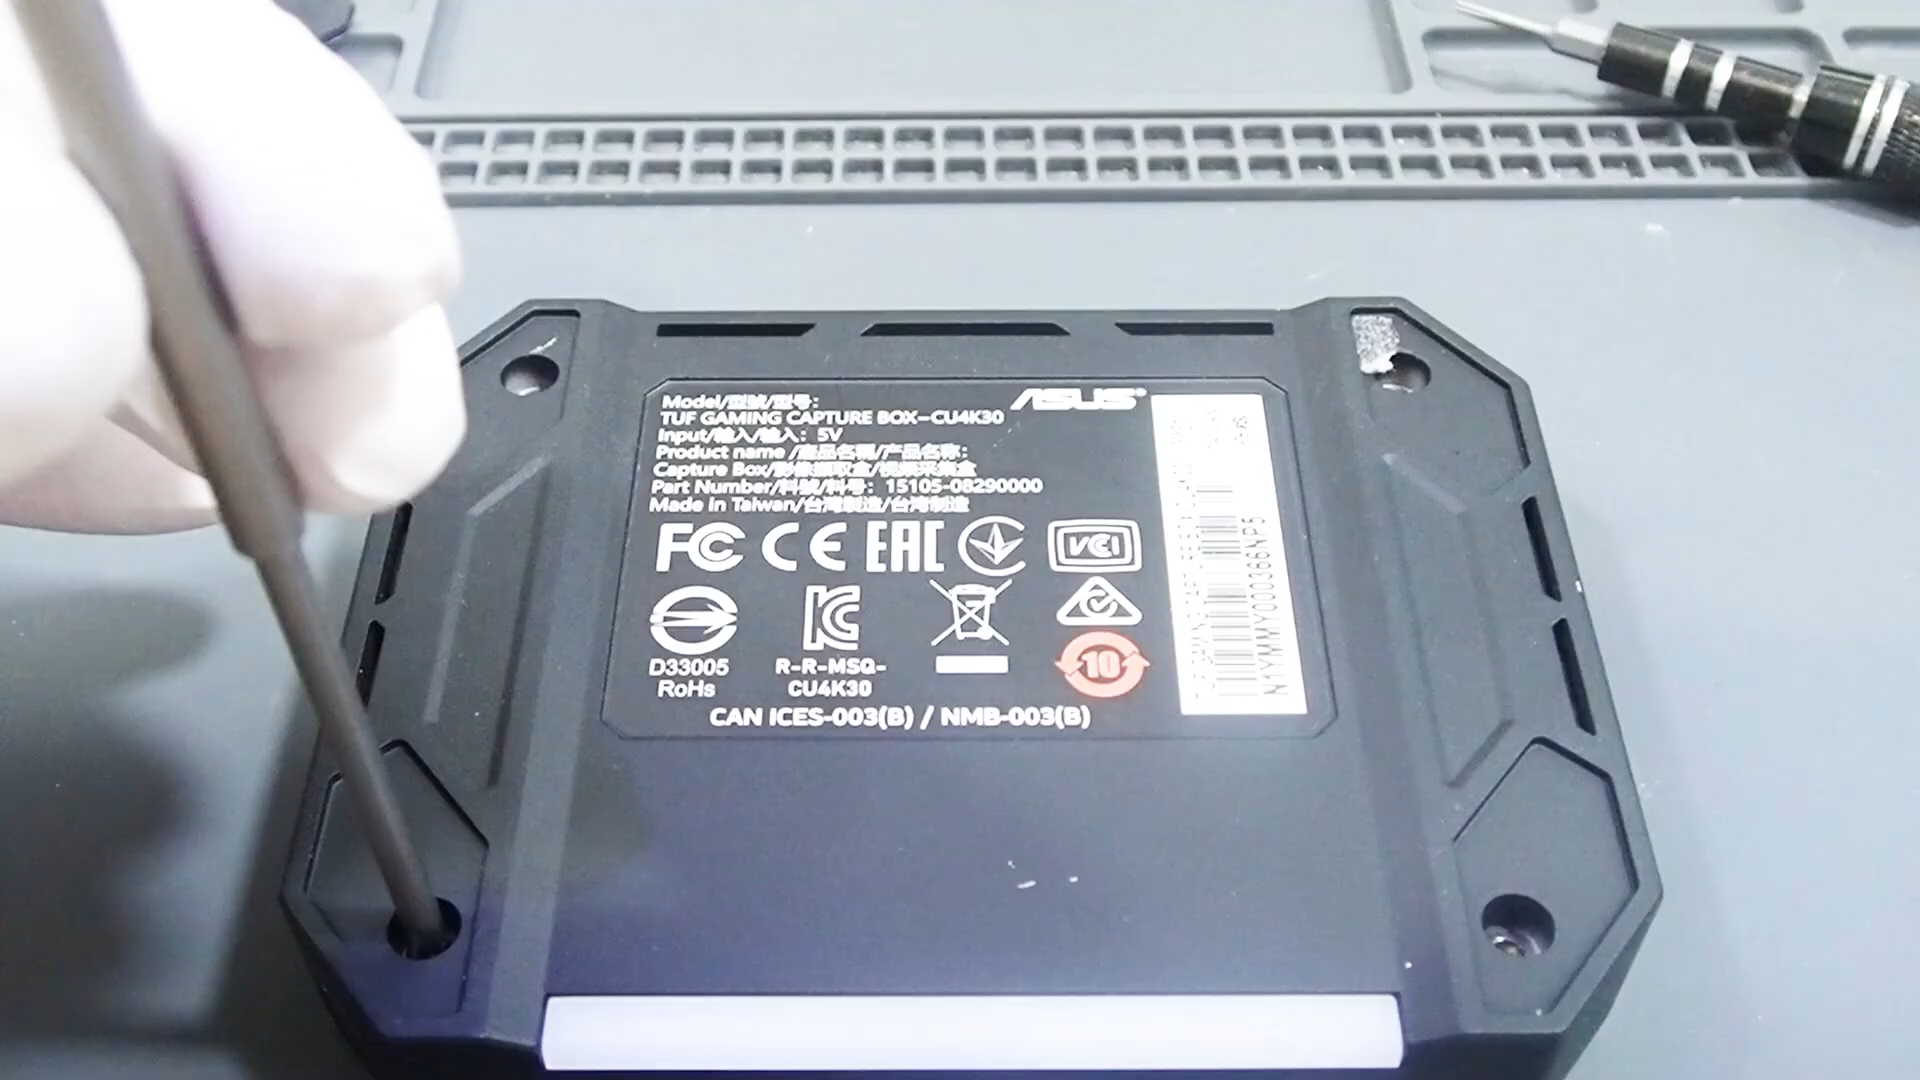 Model/型號/型号:
TUF GAMING CAPTURE BOX-CU4K30
ASUS
Input/輸入/输入: 5V
Product name /產品名稱/产品名称:
Capture Box/影像擷取盒/视频采集盒
Part Number/料號/料号: 15105-08290000
Made in Taiwan/台灣製造/台湾制造
FC CE EAC VCI
KC
10
D33005
RoHs
R-R-MSQ-
CU4K30
CAN ICES-003(B) / NMB-003(B)
N1YMMY000366NP5